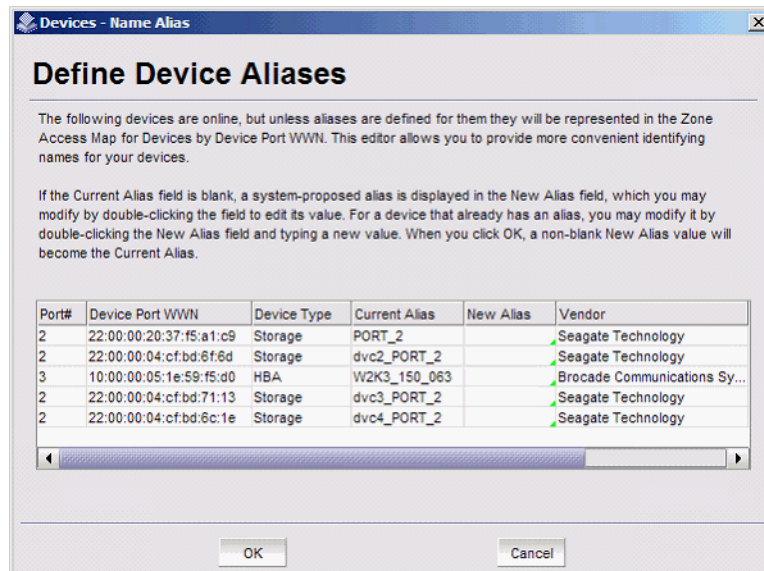 Devices - Name Alias
Define Device Aliases
The following devices are online, but unless aliases are defined for them they will be represented in the Zone
Access Map for Devices by Device Port WWN. This editor allows you to provide more convenient identifying
names for your devices.
If the Current Alias field is blank, a system-proposed alias is displayed in the New Alias field, which you may
modify by double-clicking the field to edit its value. For a device that already has an alias, you may modify it by
double-clicking the New Alias field and typing a new value. When you click OK, a non-blank New Alias value will
become the Current Alias.
Port# Device Port WWN Device Type Current Alias New Alias Vendor
2 22:00:00:20:37:f5:a1:c9 Storage PORT_2 Seagate Technology
2 22:00:00:04:cf:bd:6f:6d Storage dvc2_PORT_2 Seagate Technology
3 10:00:00:05:1e:59:f5:d0 HBA W2K3_150_063 Brocade Communications Sy...
2 22:00:00:04:cf:bd:71:13 Storage dvc3_PORT_2 Seagate Technology
2 22:00:00:04:cf:bd:6c:1e Storage dvc4_PORT_2 Seagate Technology
OK Cancel